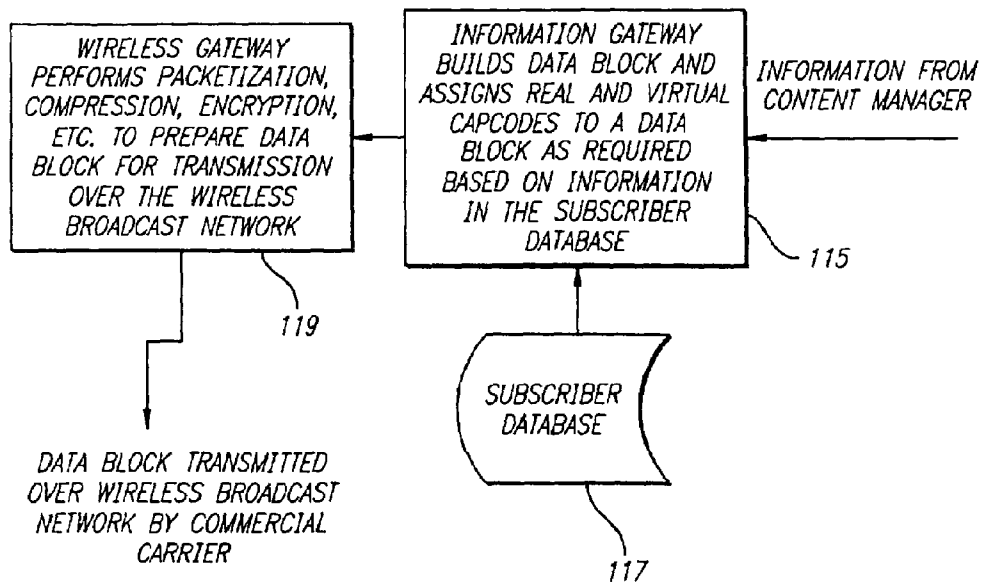 WIRELESS GATEWAY
PERFORMS PACKETIZATION,
COMPRESSION, ENCRYPTION,
ETC. TO PREPARE DATA
BLOCK FOR TRANSMISSION
OVER THE WIRELESS
BROADCAST NETWORK
119
INFORMATION GATEWAY
BUILDS DATA BLOCK AND
ASSIGNS REAL AND VIRTUAL
CAPCODES TO A DATA
BLOCK AS REQUIRED
BASED ON INFORMATION
IN THE SUBSCRIBER
DATABASE
115
INFORMATION FROM
CONTENT MANAGER
SUBSCRIBER
DATABASE
117
DATA BLOCK TRANSMITTED
OVER WIRELESS BROADCAST
NETWORK BY COMMERCIAL
CARRIER